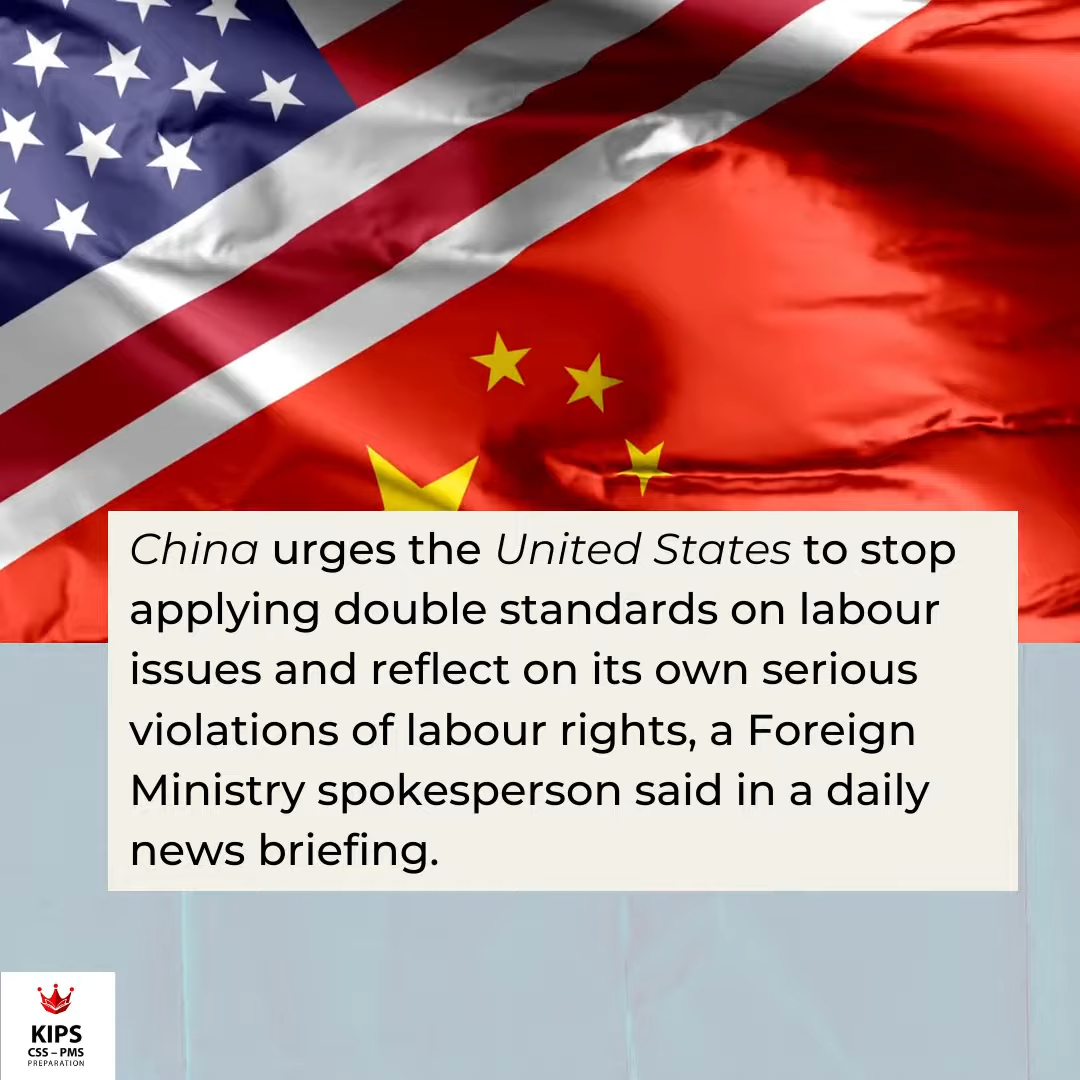 China urges the United States to stop
applying double standards on labour
issues and reflect on its own serious
violations of labour rights, a Foreign
Ministry spokesperson said in a daily
news briefing.
KIPS
CSS – PMS
PREPARATION